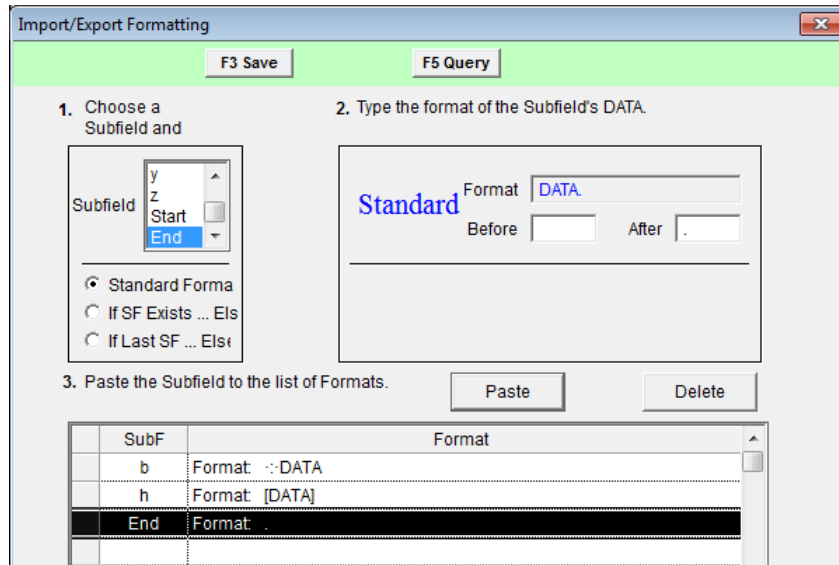 Import/Export Formatting
F3 Save F5 Query
1. Choose a
Subfield and
2. Type the format of the Subfield's DATA.
Subfield
y
z
Start
End
Standard Forma
If SF Exists ... Els
If Last SF ... Else
Standard
Format DATA.
Before After .
3. Paste the Subfield to the list of Formats.
Paste Delete
SubF Format
b Format: ·:·DATA
h Format: [DATA]
End Format: .